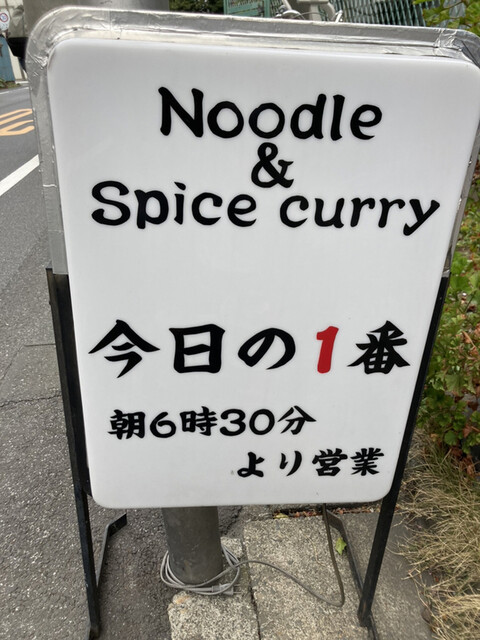 Noodle
&
Spice curry
今日の1番
朝6時30分
より営業